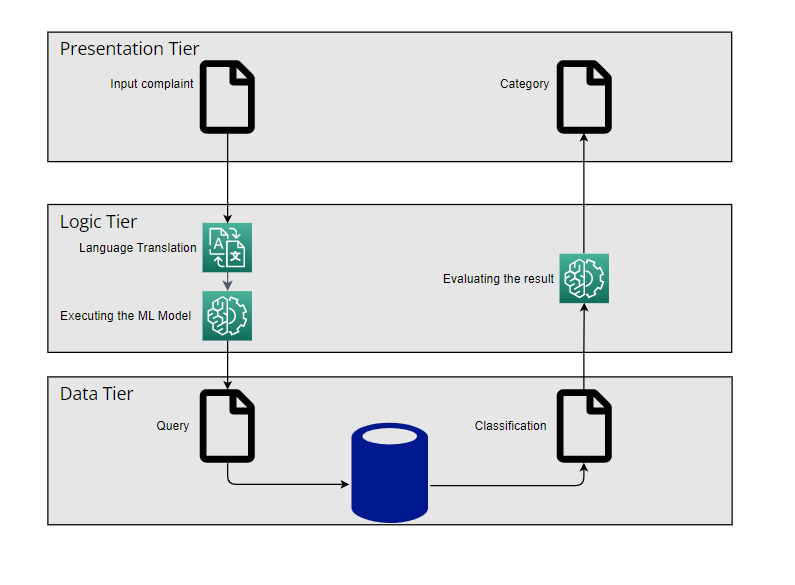 Presentation Tier
Input complaint
Category
Logic Tier
Language Translation
A 文
Executing the ML Model
Evaluating the result
Data Tier
Query
Classification